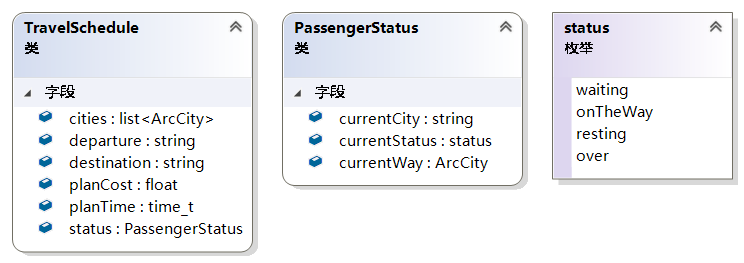 TravelSchedule
类
字段
cities : list<ArcCity>
departure : string
destination : string
planCost : float
planTime : time_t
status : PassengerStatus
PassengerStatus
类
字段
currentCity : string
currentStatus : status
currentWay : ArcCity
status
枚举
waiting
onTheWay
resting
over